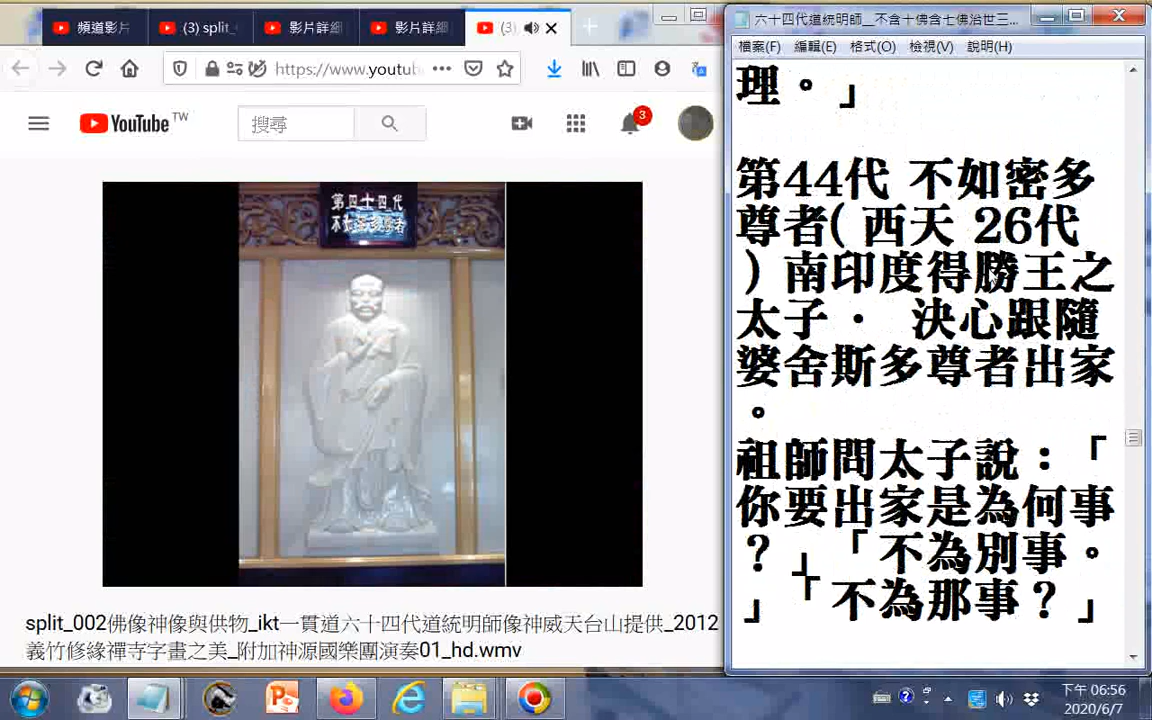 頻道影片
(3) split_
影片詳細
影片詳細
(3)
https://www.youtub
YouTube TW
搜尋
3
第四十四代
不如密多尊者
split_002佛像神像與供物_ikt一貫道六十四代道統明師像神威天台山提供_2012
義竹修緣禪寺字畫之美_附加神源國樂團演奏01_hd.wmv
六十四代道統明師__不含十佛含七佛治世三...
檔案(F) 編輯(E) 格式(O) 檢視(V) 說明(H)
理。」
第44代 不如密多
尊者( 西天 26代
) 南印度得勝王之
太子· 決心跟隨
婆舍斯多尊者出家
。
祖師問太子說：「
你要出家是為何事
？」「不為別事。
」「不為那事？」
下午 06:56
2020/6/7